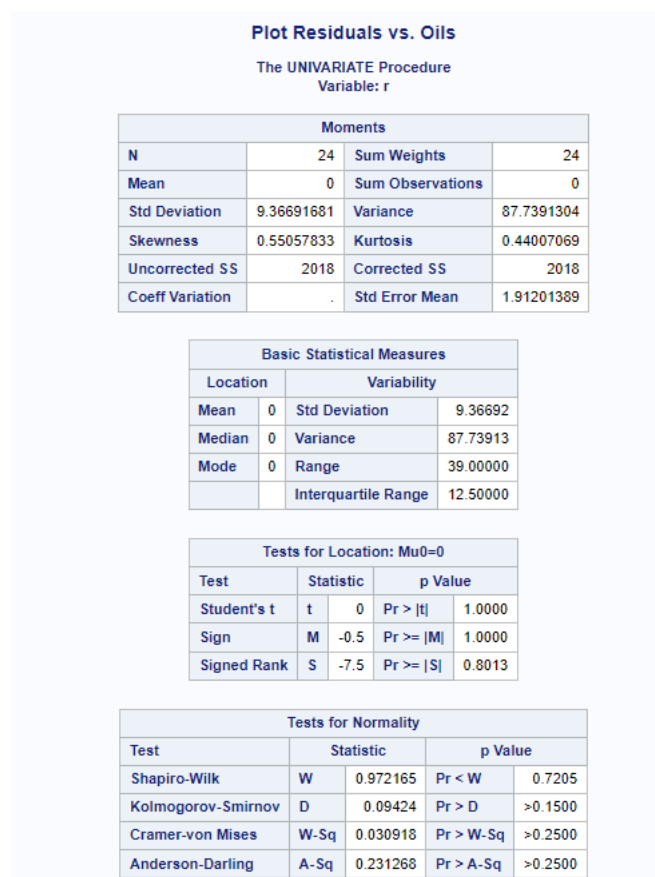 Plot Residuals vs. Oils
The UNIVARIATE Procedure
Variable: r
Moments
N 24 Sum Weights 24
Mean 0 Sum Observations 0
Std Deviation 9.36691681 Variance 87.7391304
Skewness 0.55057833 Kurtosis 0.44007069
Uncorrected SS 2018 Corrected SS 2018
Coeff Variation . Std Error Mean 1.91201389
Basic Statistical Measures
Location Variability
Mean 0 Std Deviation 9.36692
Median 0 Variance 87.73913
Mode 0 Range 39.00000
Interquartile Range 12.50000
Tests for Location: Mu0=0
Test Statistic p Value
Student's t t 0 Pr > |t| 1.0000
Sign M -0.5 Pr >= |M| 1.0000
Signed Rank S -7.5 Pr >= |S| 0.8013
Tests for Normality
Test Statistic p Value
Shapiro-Wilk W 0.972165 Pr < W 0.7205
Kolmogorov-Smirnov D 0.09424 Pr > D >0.1500
Cramer-von Mises W-Sq 0.030918 Pr > W-Sq >0.2500
Anderson-Darling A-Sq 0.231268 Pr > A-Sq >0.2500